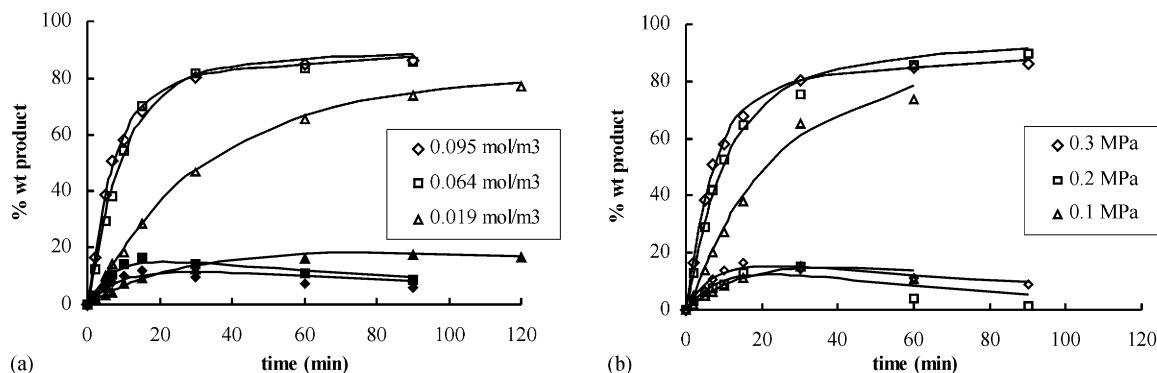 100
80
60
40
20
0
% wt product
0 20 40 60 80 100 120
time (min)
0.095 mol/m3
0.064 mol/m3
0.019 mol/m3
(a)
100
80
60
40
20
0
% wt product
0 20 40 60 80 100 120
time (min)
0.3 MPa
0.2 MPa
0.1 MPa
(b)